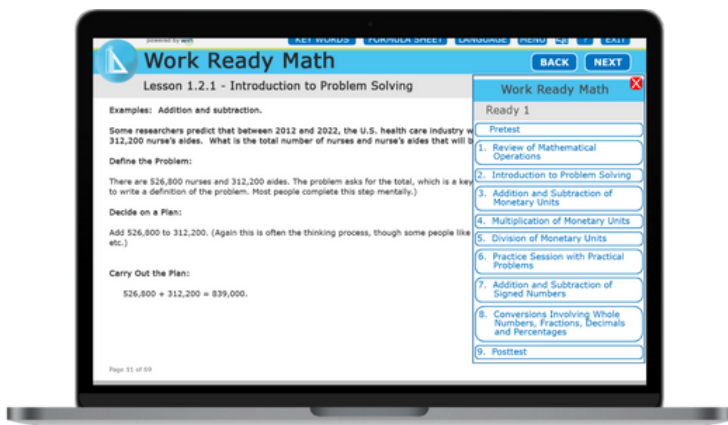 powered by WIN
KEY WORDS FORMULA SHEET LANGUAGE MENU ? EXIT
Work Ready Math
BACK NEXT
Lesson 1.2.1 - Introduction to Problem Solving
Examples: Addition and subtraction.
Some researchers predict that between 2012 and 2022, the U.S. health care industry w
312,200 nurse's aides. What is the total number of nurses and nurse's aides that will b
Define the Problem:
There are 526,800 nurses and 312,200 aides. The problem asks for the total, which is a key
to write a definition of the problem. Most people complete this step mentally.)
Decide on a Plan:
Add 526,800 to 312,200. (Again this is often the thinking process, though some people like
etc.)
Carry Out the Plan:
526,800 + 312,200 = 839,000.
Page 31 of 59
Work Ready Math
X
Ready 1
Pretest
1. Review of Mathematical
Operations
2. Introduction to Problem Solving
3. Addition and Subtraction of
Monetary Units
4. Multiplication of Monetary Units
5. Division of Monetary Units
6. Practice Session with Practical
Problems
7. Addition and Subtraction of
Signed Numbers
8. Conversions Involving Whole
Numbers, Fractions, Decimals
and Percentages
9. Posttest